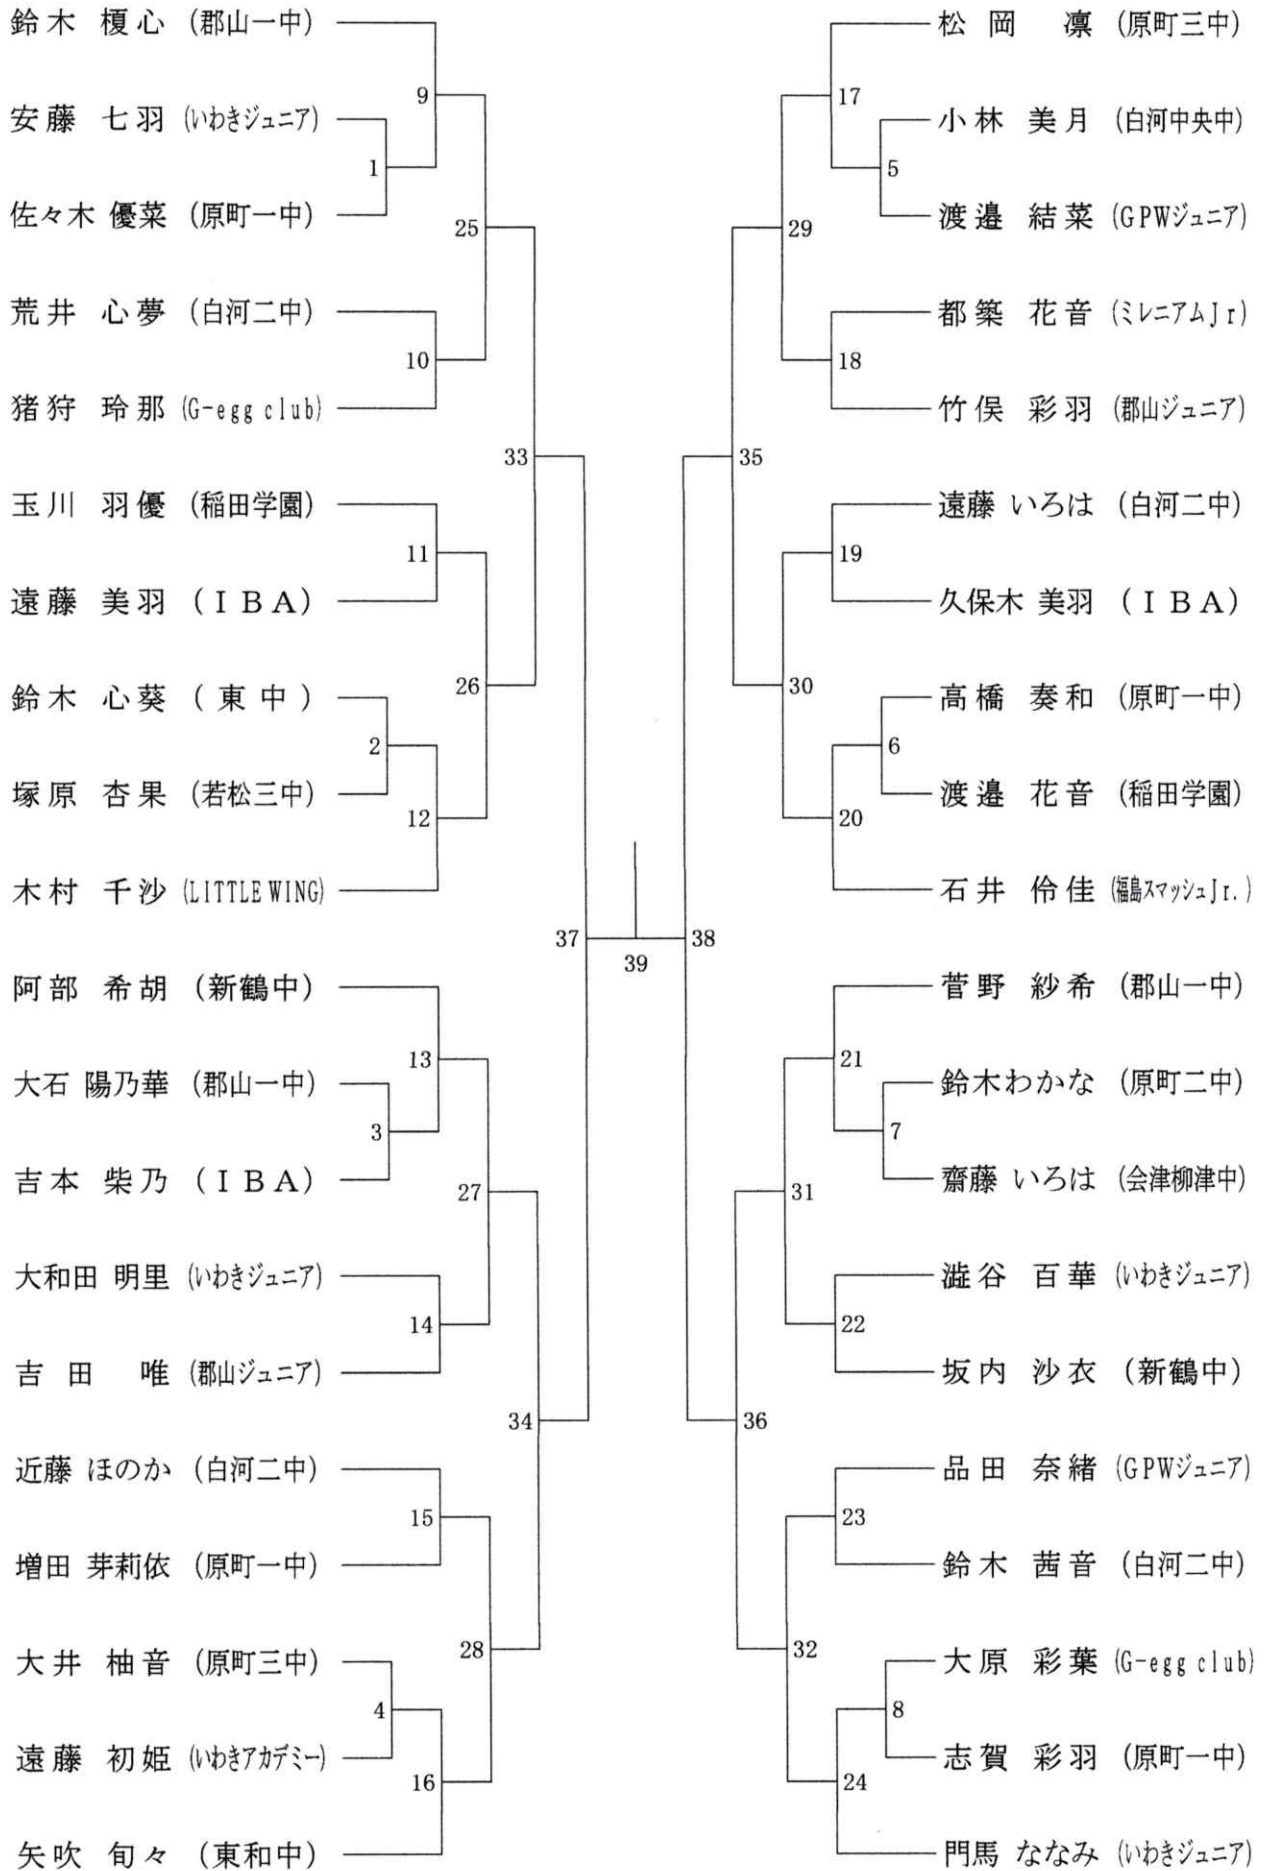 鈴木 榎心 (郡山一中)
安藤 七羽 (いわきジュニア)
佐々木 優菜 (原町一中)
荒井 心夢 (白河二中)
猪狩 玲那 (G-egg club)
玉川 羽優 (稲田学園)
遠藤 美羽 (ＩＢＡ)
鈴木 心葵 (東中)
塚原 杏果 (若松三中)
木村 千沙 (LITTLE WING)
阿部 希胡 (新鶴中)
大石 陽乃華 (郡山一中)
吉本 柴乃 (ＩＢＡ)
大和田 明里 (いわきジュニア)
吉田 唯 (郡山ジュニア)
近藤 ほのか (白河二中)
増田 芽莉依 (原町一中)
大井 柚音 (原町三中)
遠藤 初姫 (いわきアカデミー)
矢吹 旬々 (東和中)
1
2
3
4
9
10
11
12
13
14
15
16
25
26
27
28
33
34
37
39
38
35
36
29
30
31
32
17
18
19
20
21
22
23
24
5
6
7
8
松岡 凛 (原町三中)
小林 美月 (白河中央中)
渡邉 結菜 (GPWジュニア)
都築 花音 (ミレニアムJr)
竹俣 彩羽 (郡山ジュニア)
遠藤 いろは (白河二中)
久保木 美羽 (ＩＢＡ)
高橋 奏和 (原町一中)
渡邉 花音 (稲田学園)
石井 伶佳 (福島スマッシュJr.)
菅野 紗希 (郡山一中)
鈴木わかな (原町二中)
齋藤 いろは (会津柳津中)
澁谷 百華 (いわきジュニア)
坂内 沙衣 (新鶴中)
品田 奈緒 (GPWジュニア)
鈴木 茜音 (白河二中)
大原 彩葉 (G-egg club)
志賀 彩羽 (原町一中)
門馬 ななみ (いわきジュニア)